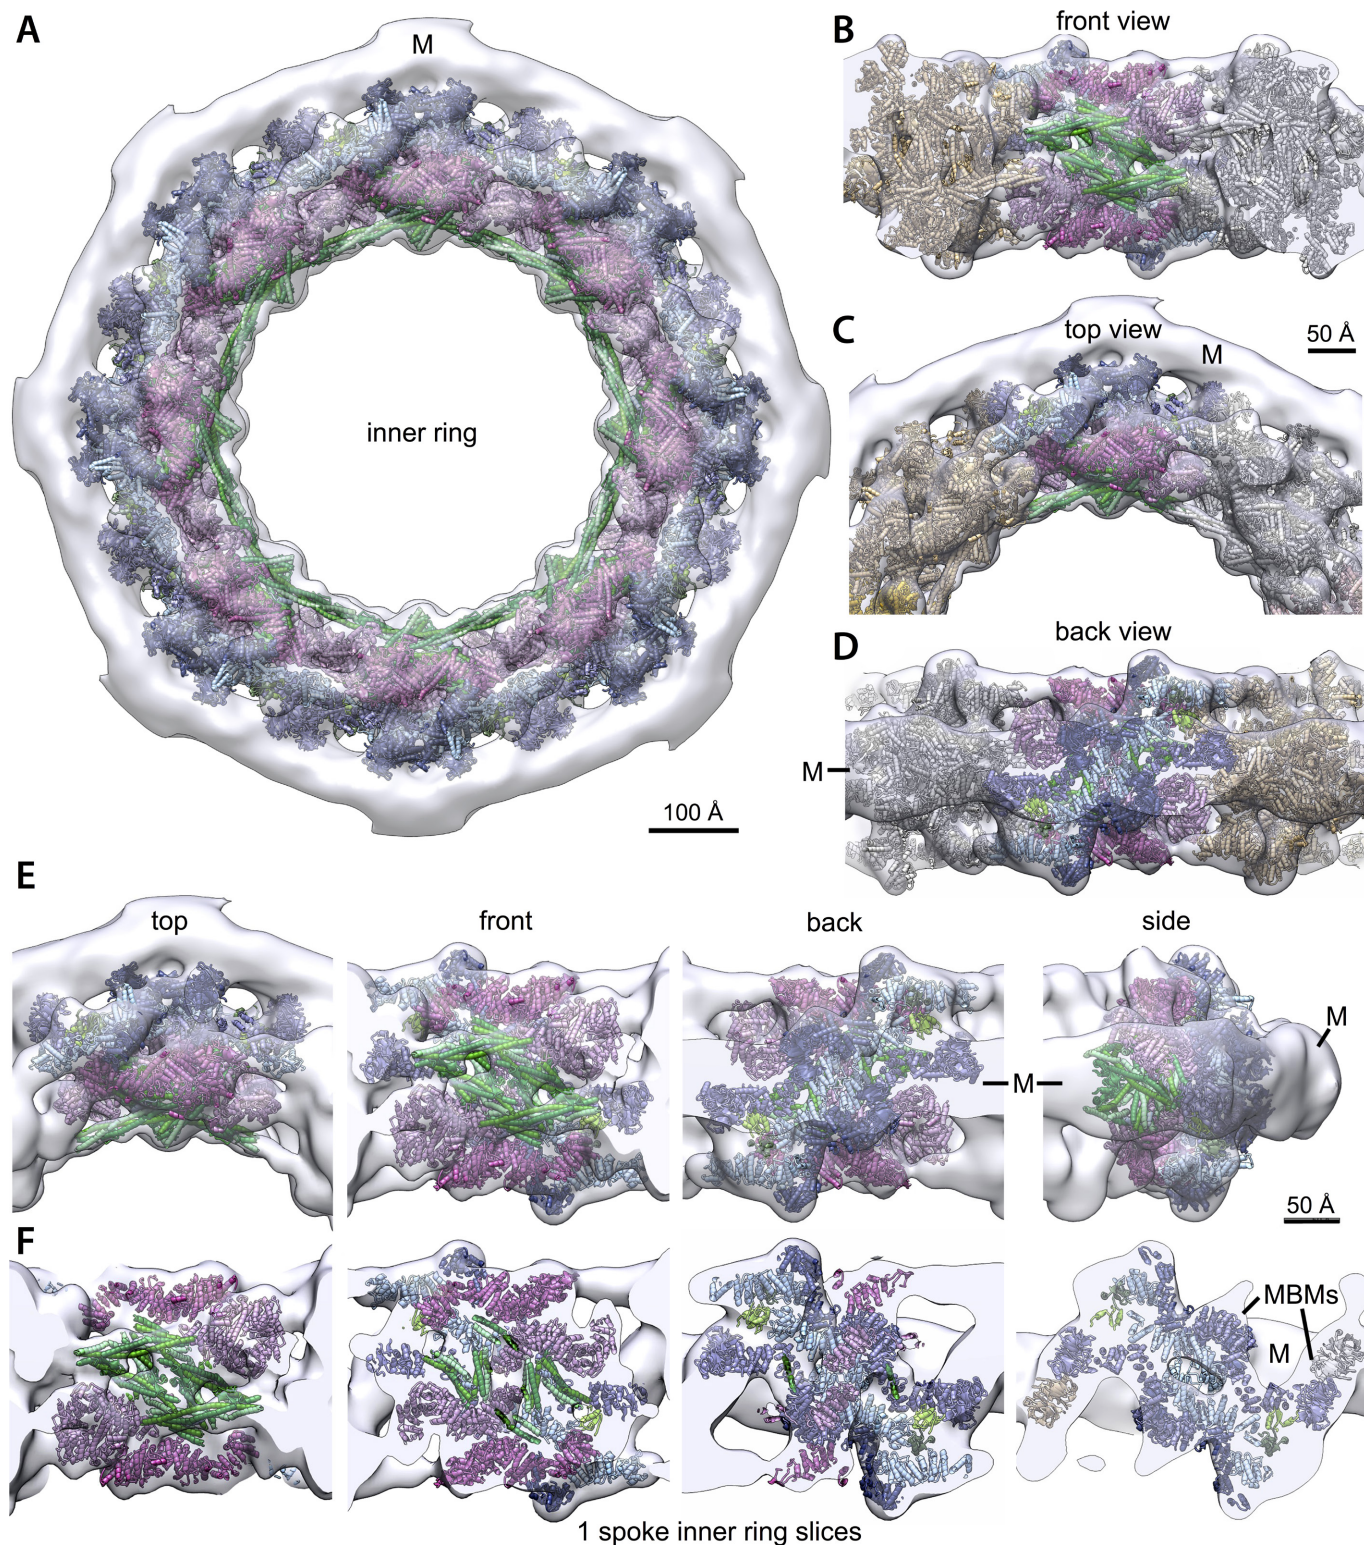 A
M
inner ring
100 Å
B
front view
C
top view
M
50 Å
back view
D
M
E
top
front
back
side
M
M
50 Å
F
MBMs
M
1 spoke inner ring slices